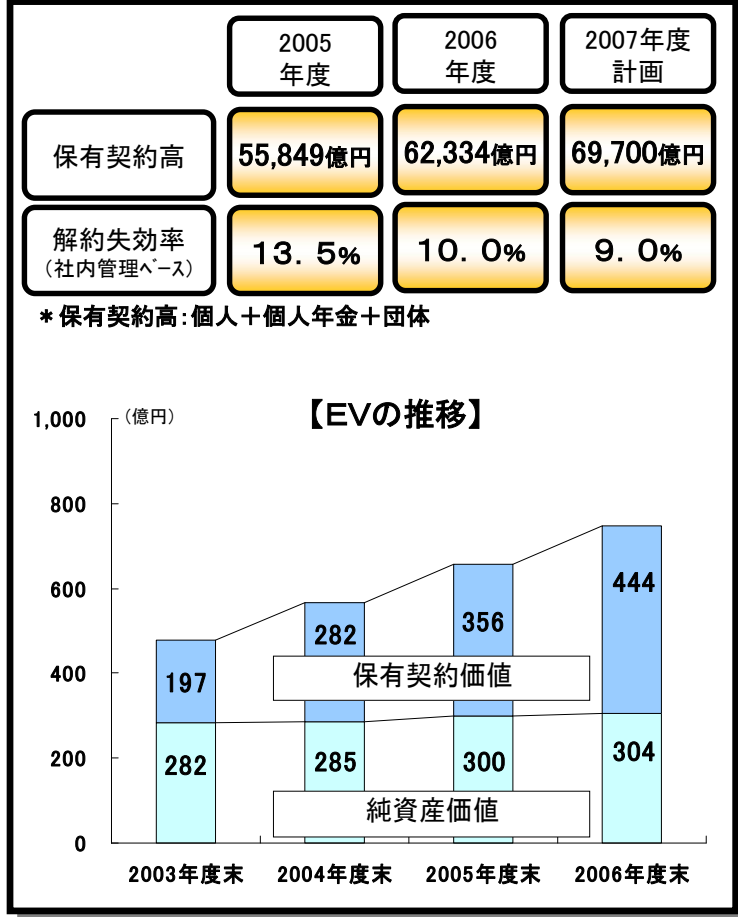 2005
年度
2006
年度
2007年度
計画
保有契約高
55,849億円
62,334億円
69,700億円
解約失効率
(社内管理ベース)
13．5%
10．0%
9．0%
＊保有契約高：個人＋個人年金＋団体
【EVの推移】
(億円)
1,000
800
600
400
200
0
197
282
356
444
保有契約価値
282
285
300
304
純資産価値
2003年度末
2004年度末
2005年度末
2006年度末